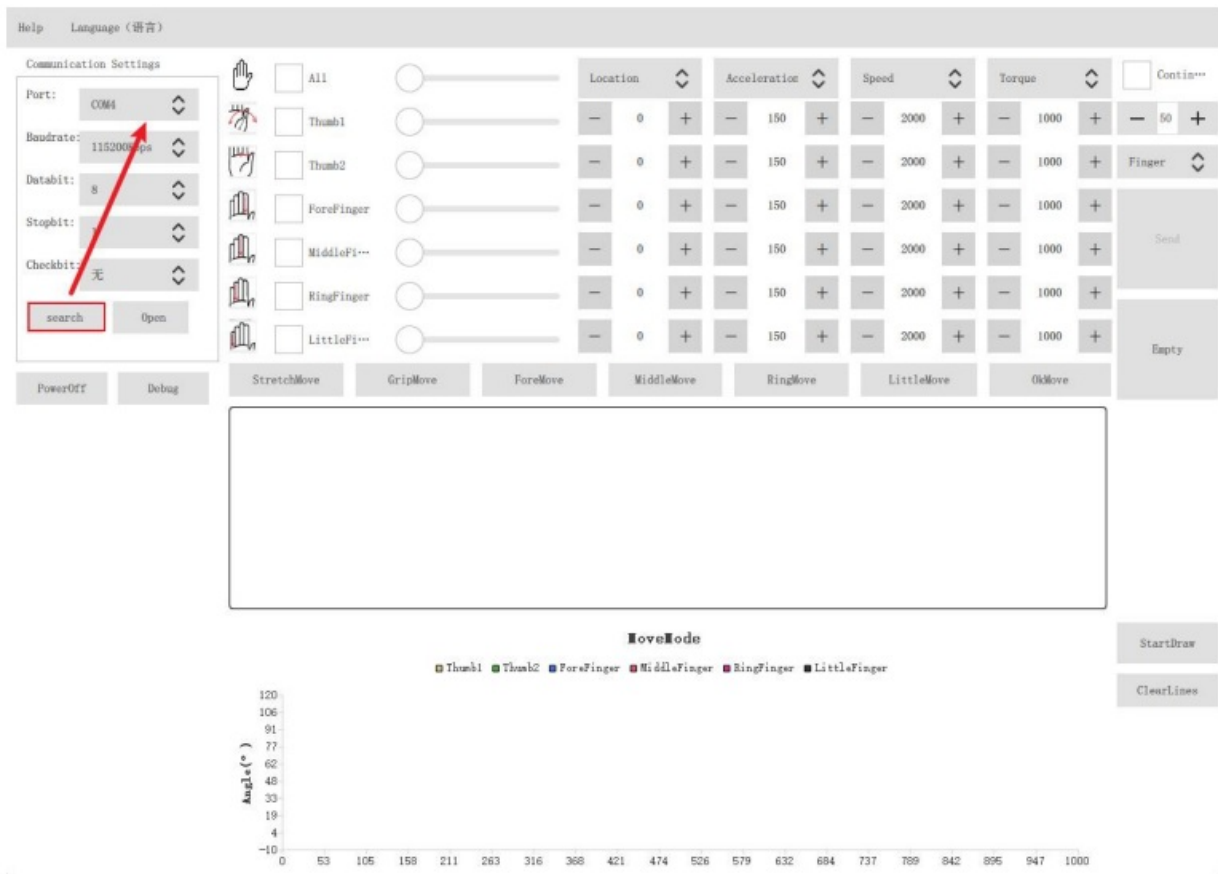 Help Language（语言）
Communication Settings
Port: COM4
Baudrate:
Databit: 8
Stopbit:
Checkbit: 无
search Open
PowerOff Debug
All Location Acceleration Speed Torque Contin…
Thumb1 − 0 + − 150 + − 2000 + − 1000 + − 50 +
Thumb2 − 0 + − 150 + − 2000 + − 1000 + Finger
ForeFinger − 0 + − 150 + − 2000 + − 1000 +
MiddleFi… − 0 + − 150 + − 2000 + − 1000 + Send
RingFinger − 0 + − 150 + − 2000 + − 1000 +
LittleFi… − 0 + − 150 + − 2000 + − 1000 + Empty
StretchMove GripMove ForeMove MiddleMove RingMove LittleMove OkMove
MoveMode
StartDraw
Thumb1 Thumb2 ForeFinger MiddleFinger RingFinger LittleFinger
ClearLines
Angle(°)
120
106
91
77
62
48
33
19
4
-10
0 53 105 158 211 263 316 368 421 474 526 579 632 684 737 789 842 895 947 1000